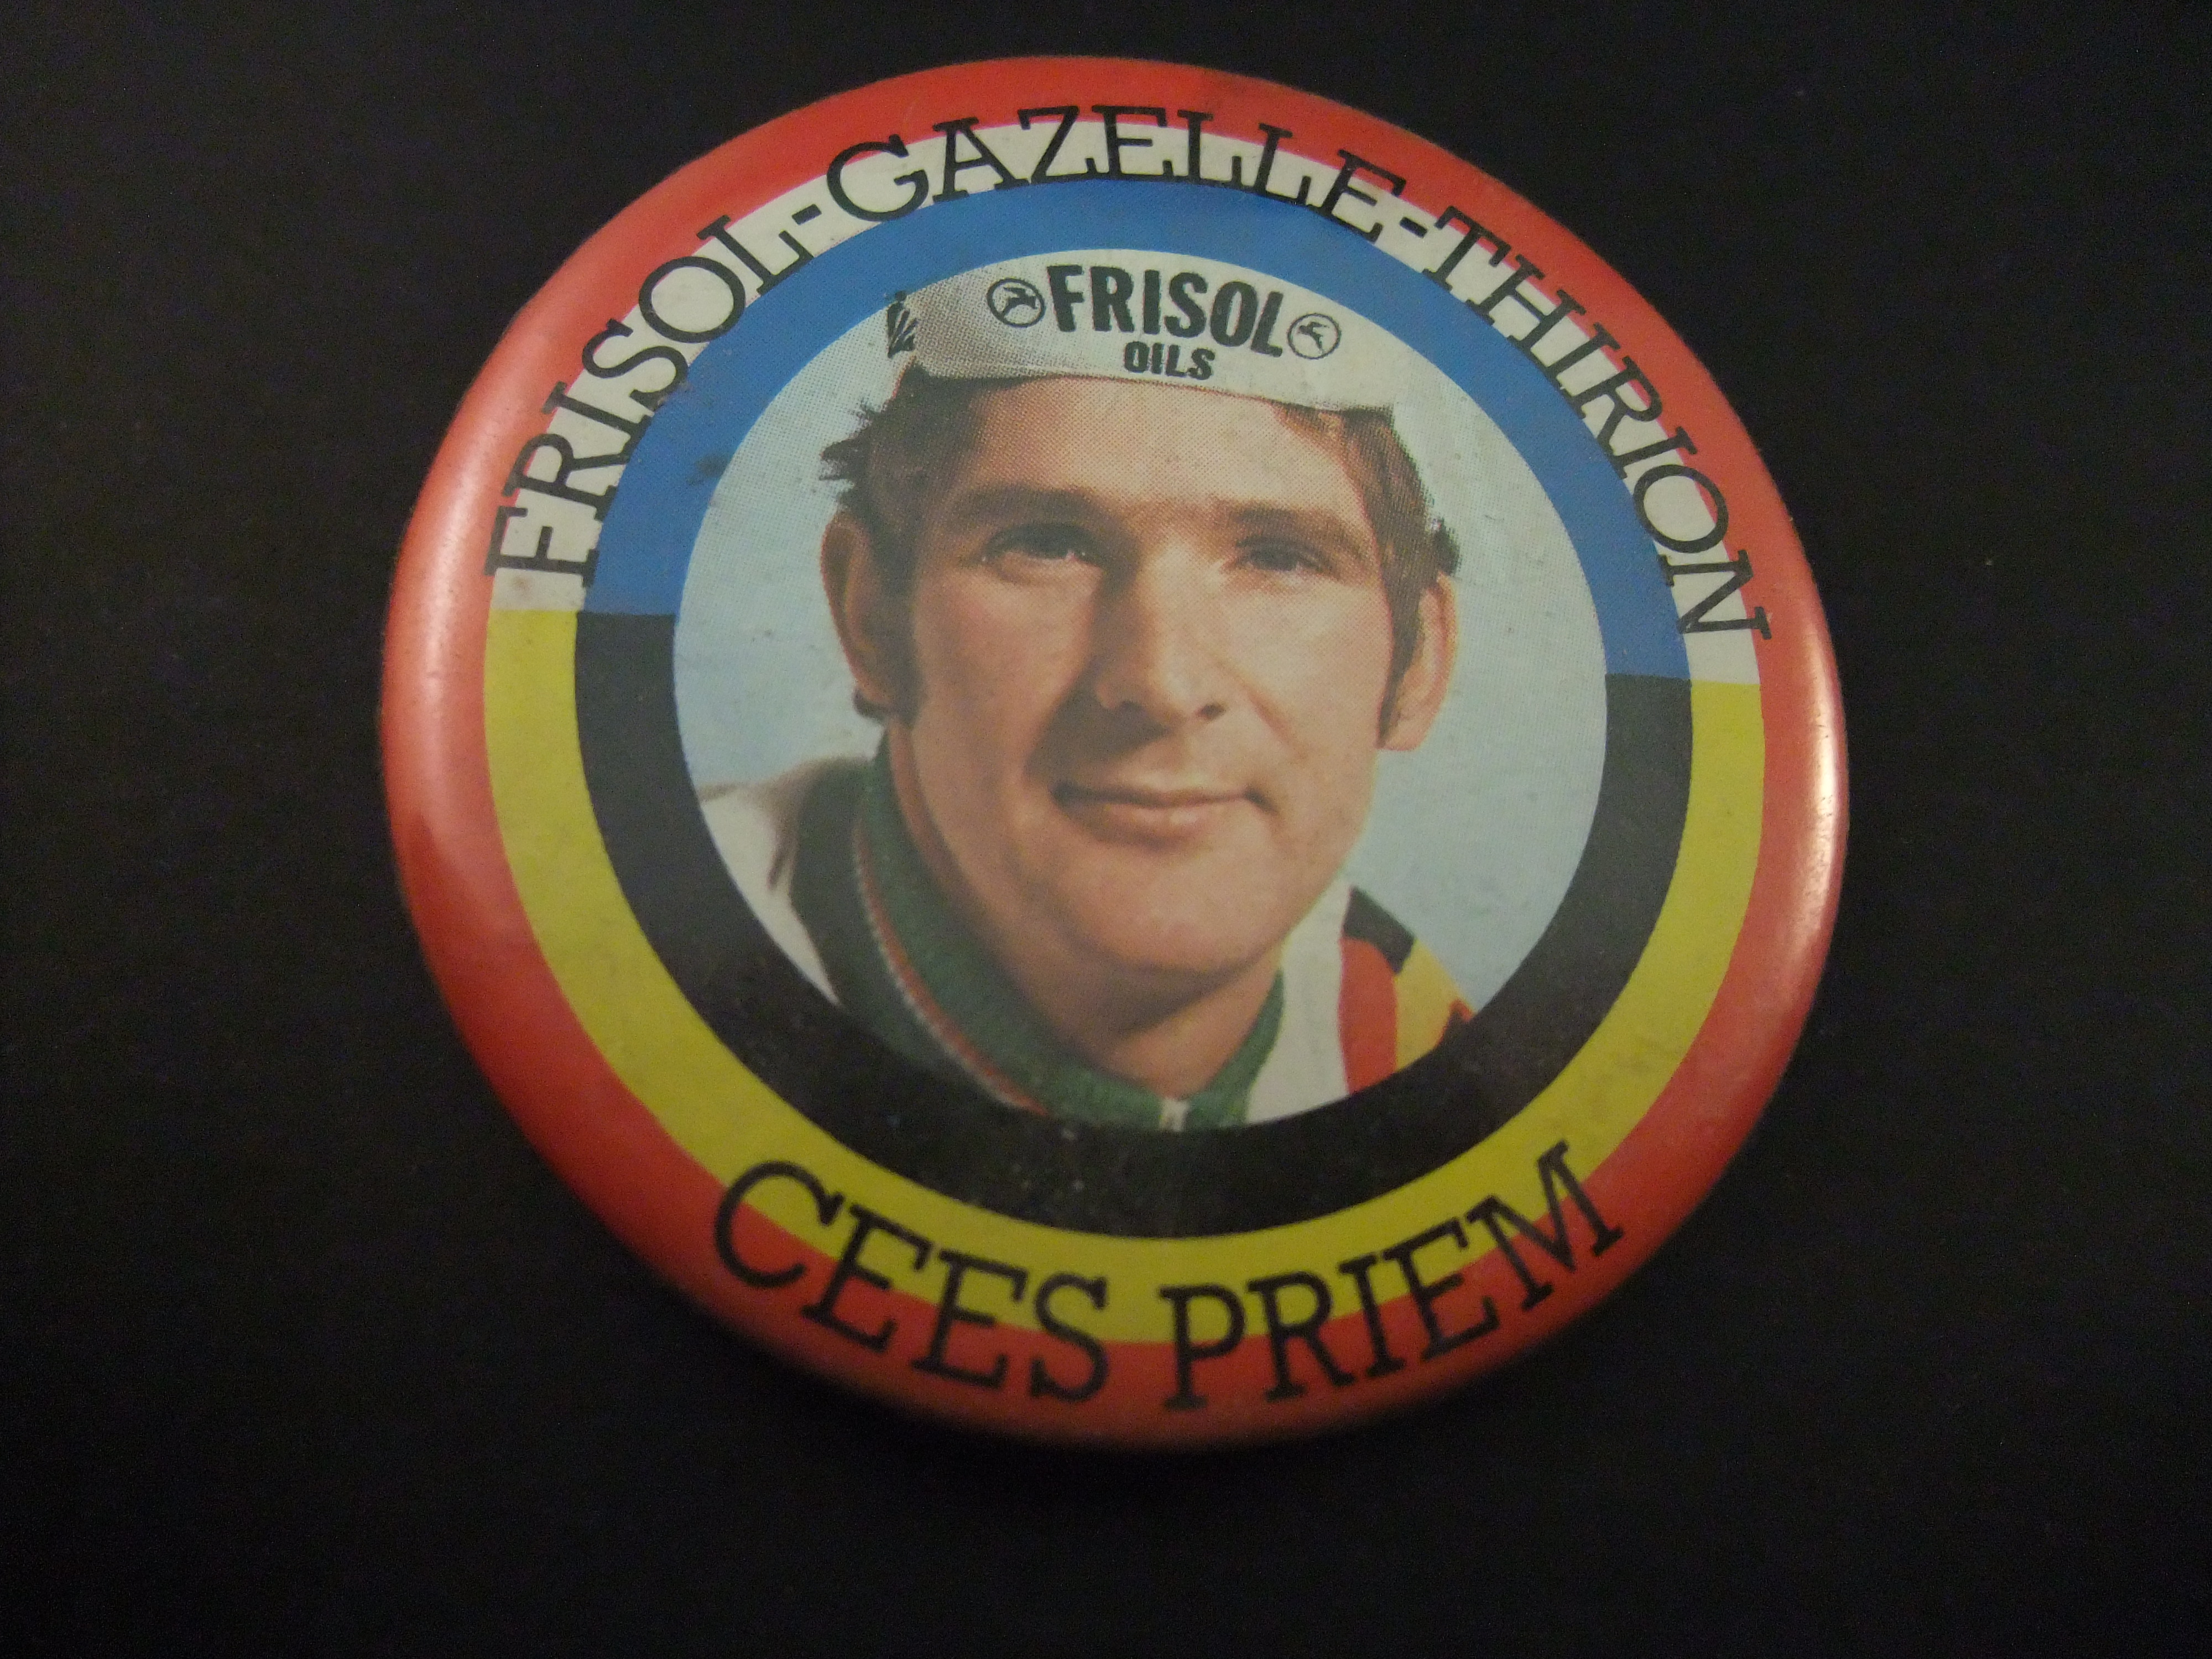 FRISOL-GAZELLE-THIRION
FRISOL
OILS
CEES PRIEM